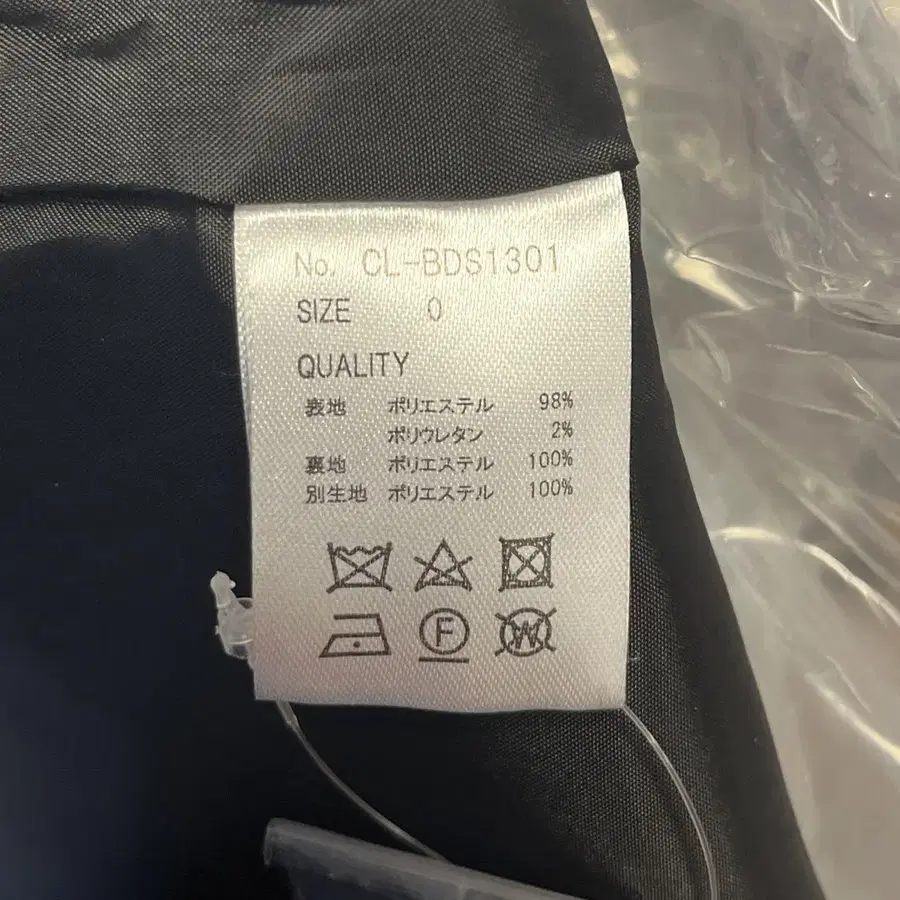 No. CL-BDS1301
SIZE 0
QUALITY
表地 ポリエステル 98%
ポリウレタン 2%
裏地 ポリエステル 100%
別生地 ポリエステル 100%
F W